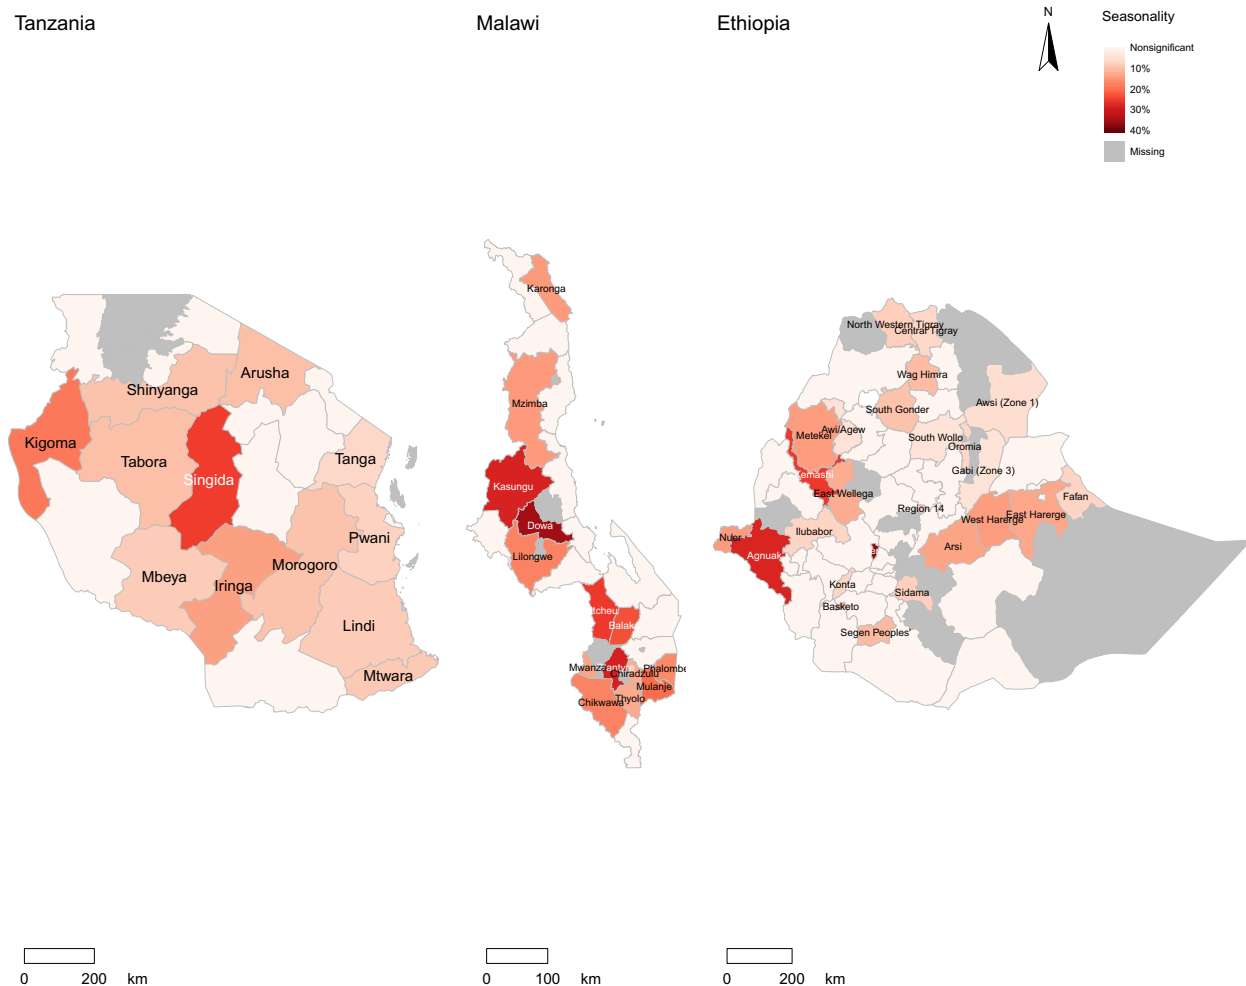 Tanzania
Malawi
Ethiopia
N
Seasonality
Nonsignificant
10%
20%
30%
40%
Missing
Shinyanga
Arusha
Kigoma
Tabora
Singida
Tanga
Pwani
Mbeya
Iringa
Morogoro
Lindi
Mtwara
Karonga
Mzimba
Kasungu
Dowa
Lilongwe
Mwanza
Chiradzulu
Phalombe
Mulanje
Thyolo
Chikwawa
North Western Tigray
Central Tigray
Wag Himra
Awsi (Zone 1)
South Gonder
Metekel
Awi/Agew
South Wollo
Oromia
Gabi (Zone 3)
East Wellega
Fafan
Region 14
West Harerge
East Harerge
Nuer
Ilubabor
Agnuak
Arsi
Konta
Sidama
Basketo
Segen Peoples'
0 200 km
0 100 km
0 200 km